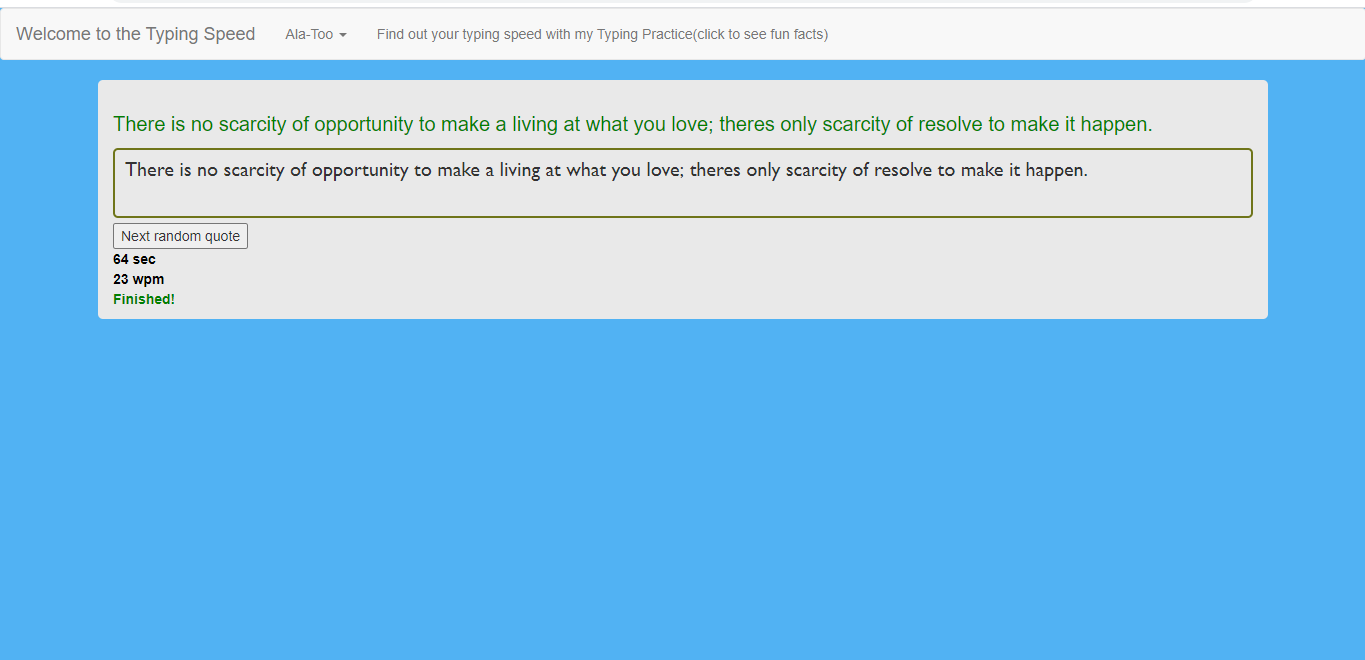 Welcome to the Typing Speed Ala-Too Find out your typing speed with my Typing Practice(click to see fun facts)
There is no scarcity of opportunity to make a living at what you love; theres only scarcity of resolve to make it happen.
There is no scarcity of opportunity to make a living at what you love; theres only scarcity of resolve to make it happen.
Next random quote
64 sec
23 wpm
Finished!